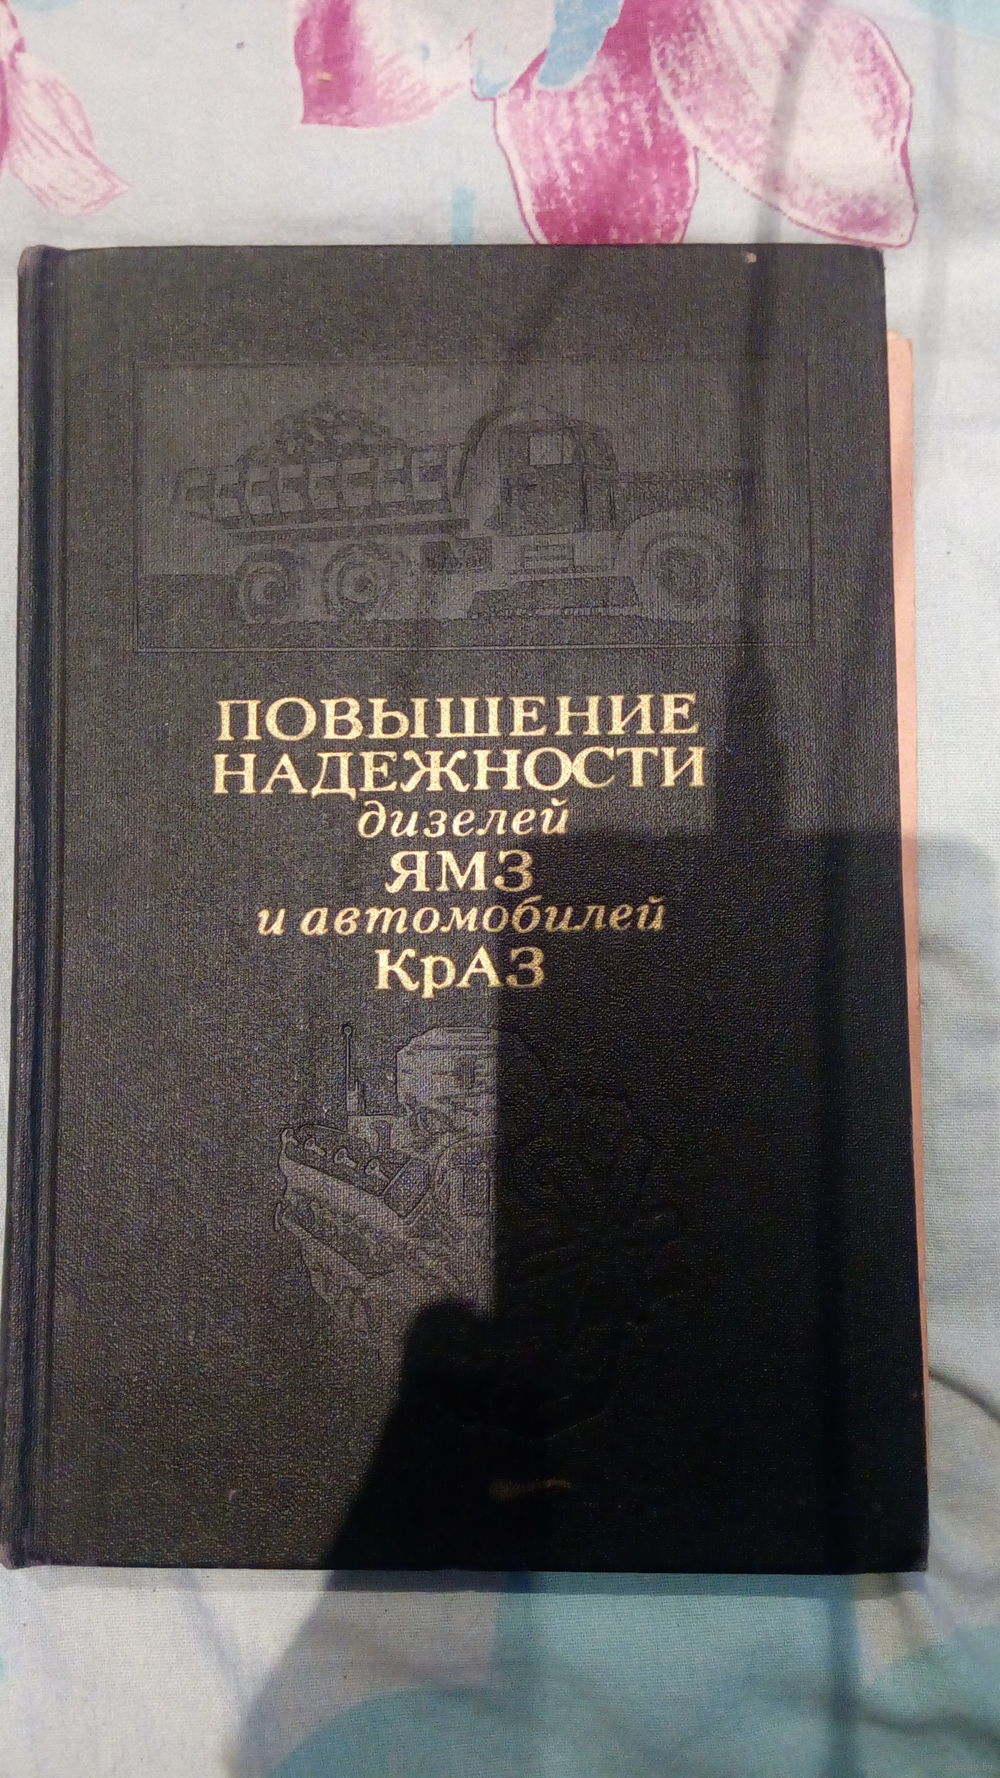 ПОВЫШЕНИЕ
НАДЕЖНОСТИ
дизелей
ЯМЗ
и автомобилей
КрАЗ